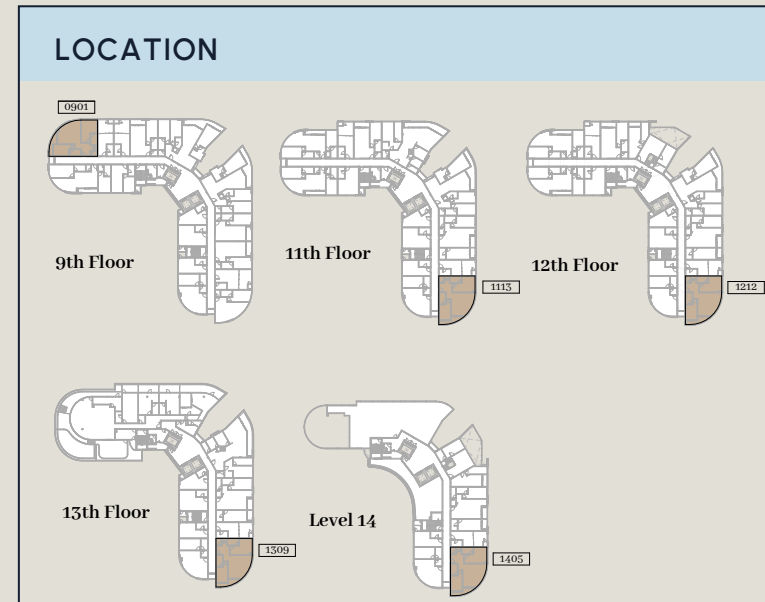 LOCATION
0901
9th Floor
11th Floor
1113
12th Floor
1212
13th Floor
1309
Level 14
1405